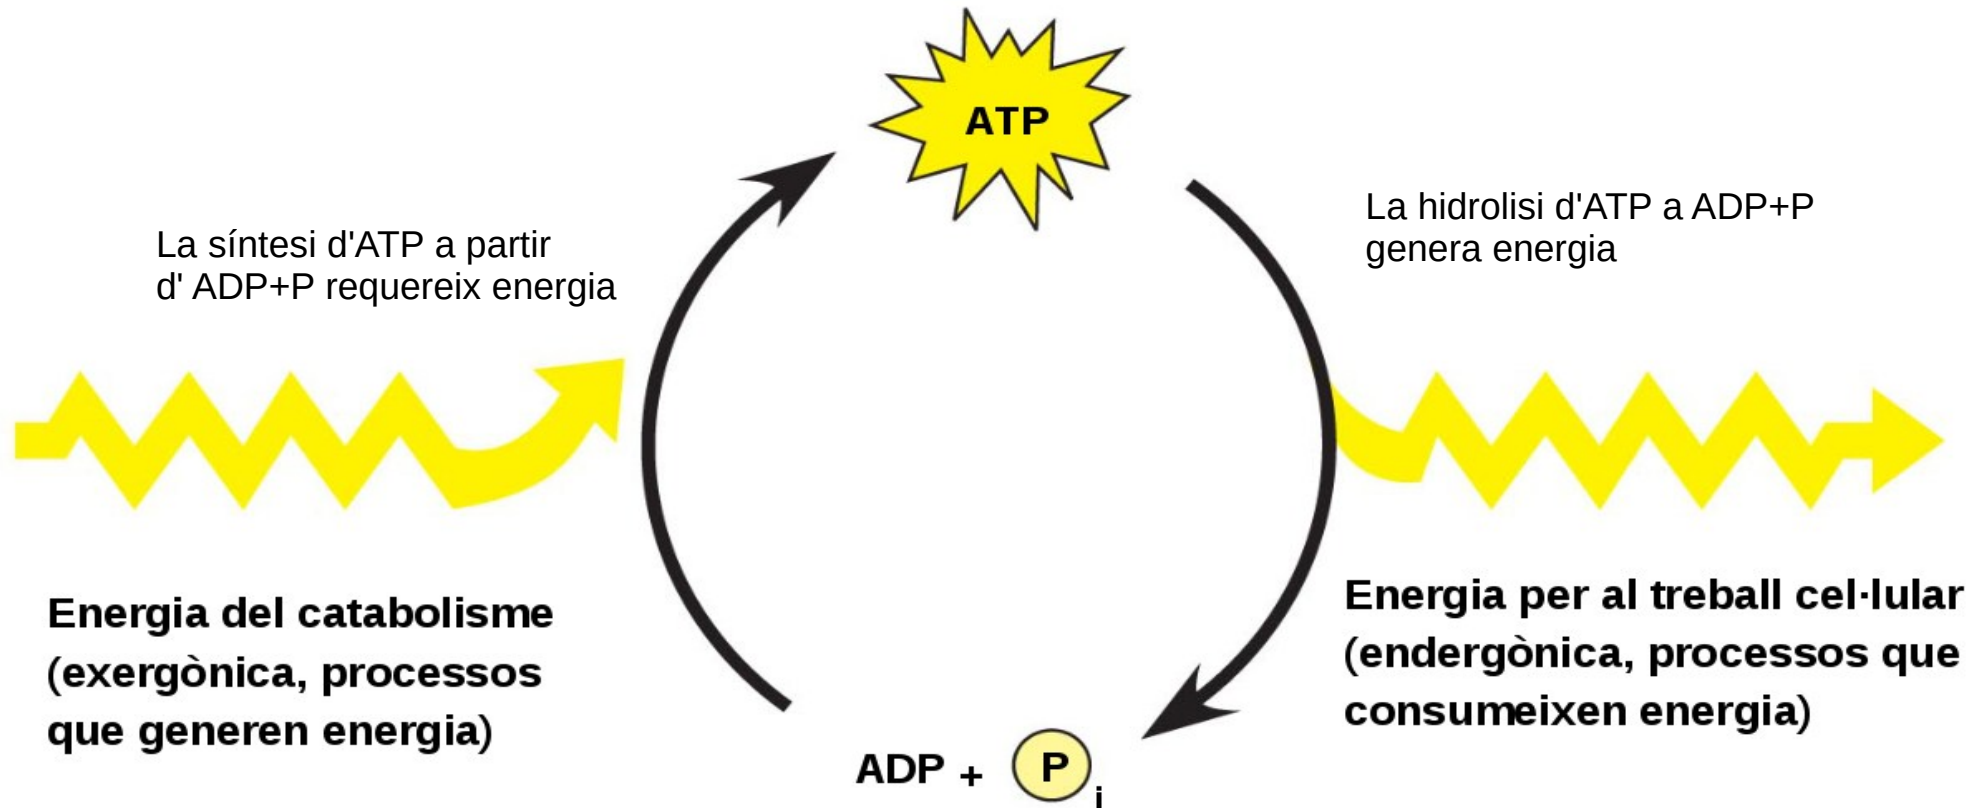 ATP
La síntesi d'ATP a partir
d' ADP+P requereix energia
La hidrolisi d'ATP a ADP+P
genera energia
Energia del catabolisme
(exergònica, processos
que generen energia)
Energia per al treball cel·lular
(endergònica, processos que
consumeixen energia)
ADP + P i